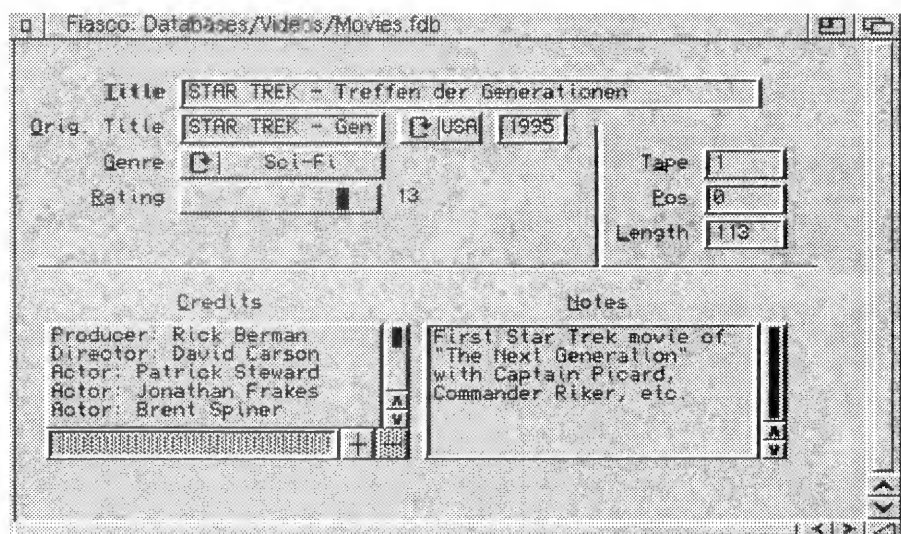 Fiasco: Databases/Videos/Movies.fdb
Title STAR TREK - Treffen der Generationen
Orig. Title STAR TREK - Gen USA 1995
Genre Sci-Fi
Rating 13
Tape 1
Pos 0
Length 113
Credits
Producer: Rick Berman
Director: David Carson
Actor: Patrick Steward
Actor: Jonathan Frakes
Actor: Brent Spiner
Notes
First Star Trek movie of
"The Next Generation"
with Captain Picard,
Commander Riker, etc.